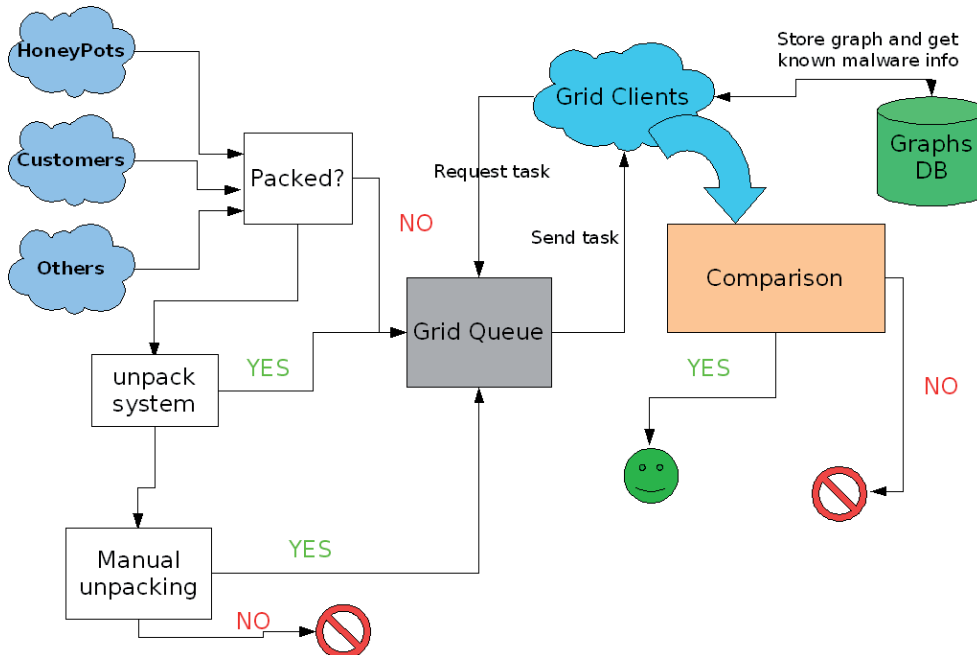 HoneyPots
Customers
Others
Packed?
NO
unpack
system
YES
Manual
unpacking
YES
NO
Grid Queue
Request task
Send task
Grid Clients
Store graph and get
known malware info
Graphs
DB
Comparison
YES
NO